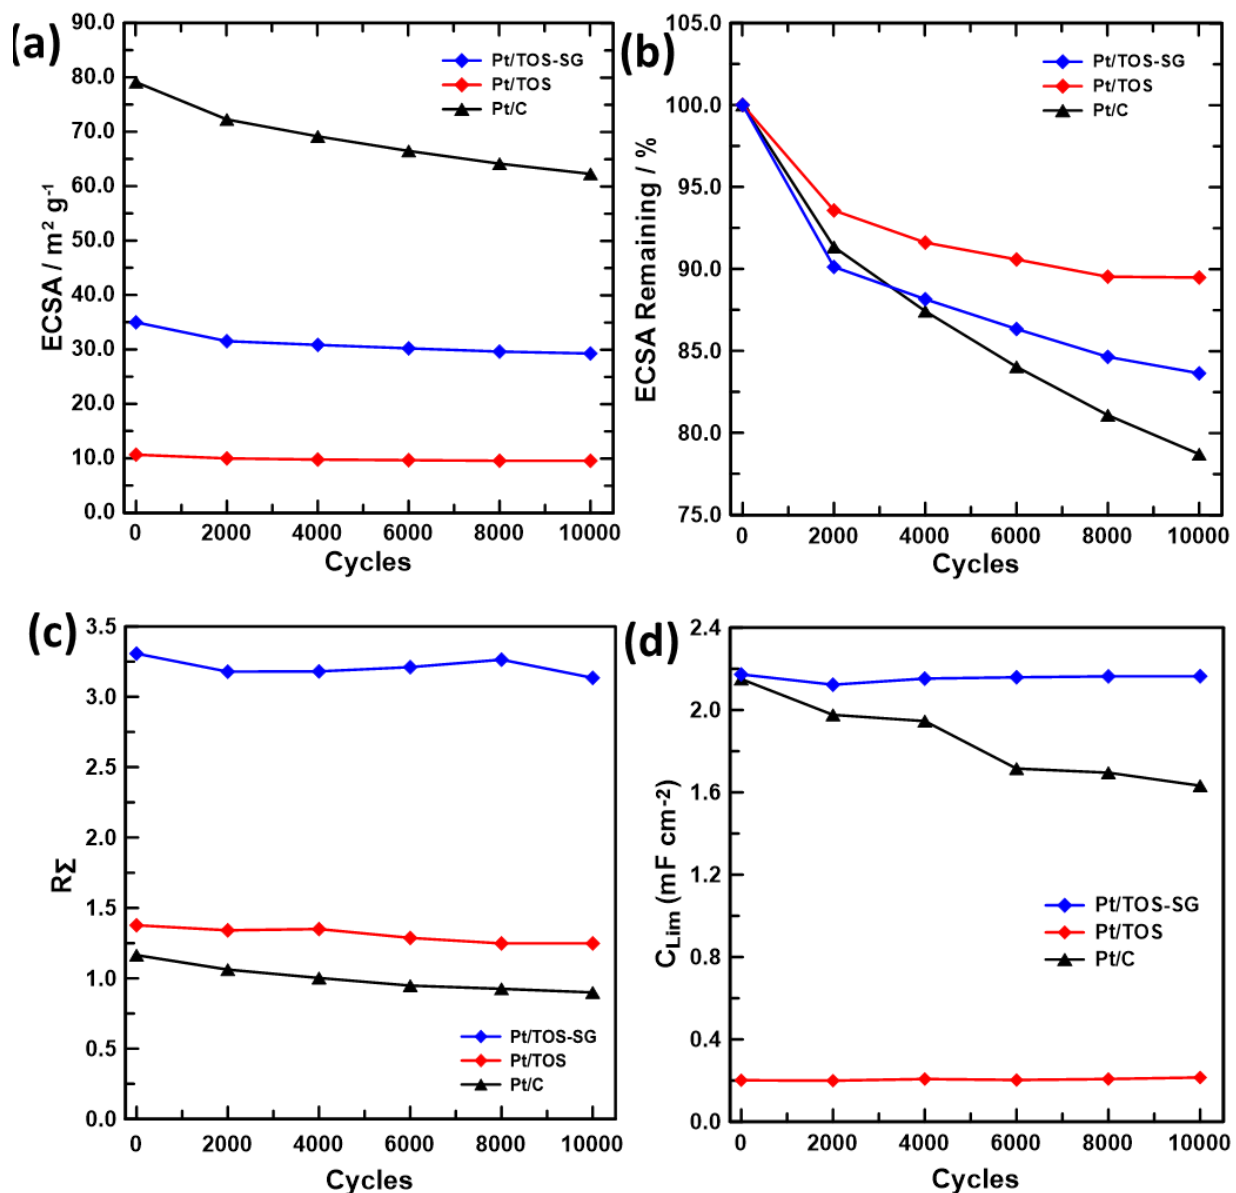 (a)
90.0
80.0
70.0
60.0
50.0
40.0
30.0
20.0
10.0
0.0
ECSA / m² g⁻¹
Pt/TOS-SG
Pt/TOS
Pt/C
0 2000 4000 6000 8000 10000
Cycles
(b)
105.0
100.0
95.0
90.0
85.0
80.0
75.0
ECSA Remaining / %
Pt/TOS-SG
Pt/TOS
Pt/C
0 2000 4000 6000 8000 10000
Cycles
(c)
3.5
3.0
2.5
2.0
1.5
1.0
0.5
0.0
RΣ
Pt/TOS-SG
Pt/TOS
Pt/C
0 2000 4000 6000 8000 10000
Cycles
(d)
2.4
2.0
1.6
1.2
0.8
0.4
0.0
C_Lim (mF cm⁻²)
Pt/TOS-SG
Pt/TOS
Pt/C
0 2000 4000 6000 8000 10000
Cycles